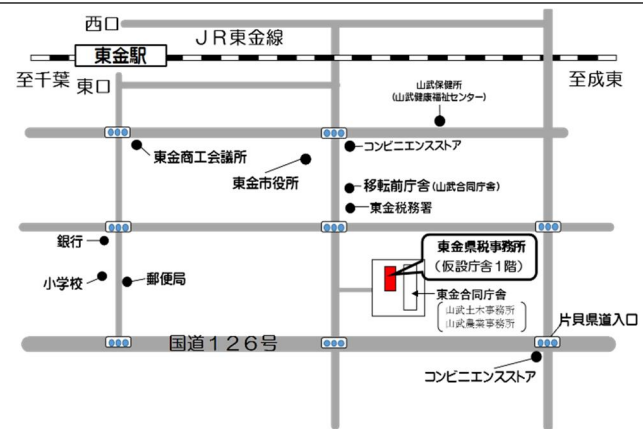 西口
JR東金線
東金駅
至千葉
東口
至成東
山武保健所
(山武健康福祉センター)
東金商工会議所
コンビニエンスストア
東金市役所
移転前庁舎(山武合同庁舎)
東金税務署
銀行
東金県税事務所
(仮設庁舎1階)
小学校
郵便局
東金合同庁舎
山武土木事務所
山武農業事務所
片貝県道入口
国道126号
コンビニエンスストア